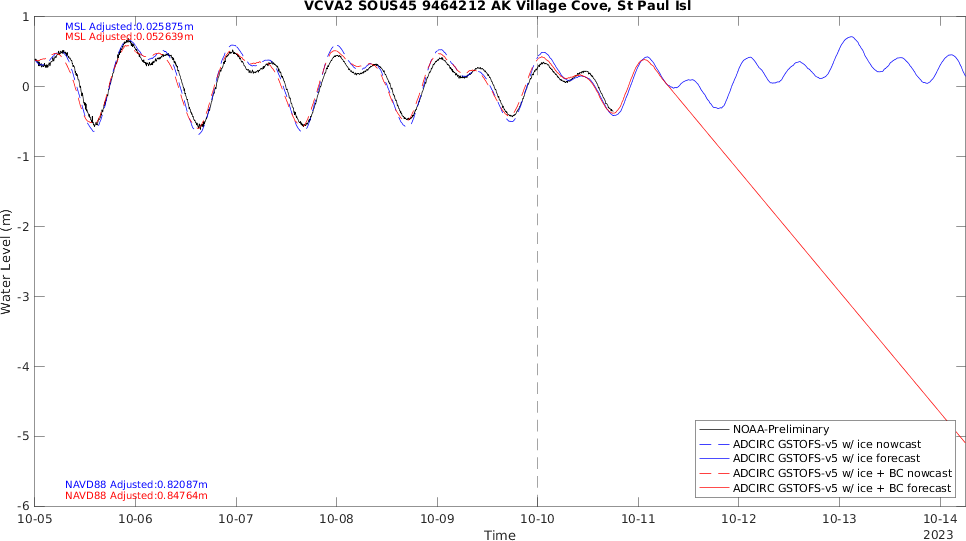 VCVA2 SOUS45 9464212 AK Village Cove, St Paul Isl
MSL Adjusted:0.025875m
MSL Adjusted:0.052639m
1
0
-1
-2
-3
-4
-5
-6
Water Level (m)
NOAA-Preliminary
ADCIRC GSTOFS-v5 w/ ice nowcast
ADCIRC GSTOFS-v5 w/ ice forecast
ADCIRC GSTOFS-v5 w/ ice + BC nowcast
ADCIRC GSTOFS-v5 w/ ice + BC forecast
NAVD88 Adjusted:0.82087m
NAVD88 Adjusted:0.84764m
10-05 10-06 10-07 10-08 10-09 10-10 10-11 10-12 10-13 10-14
Time
2023